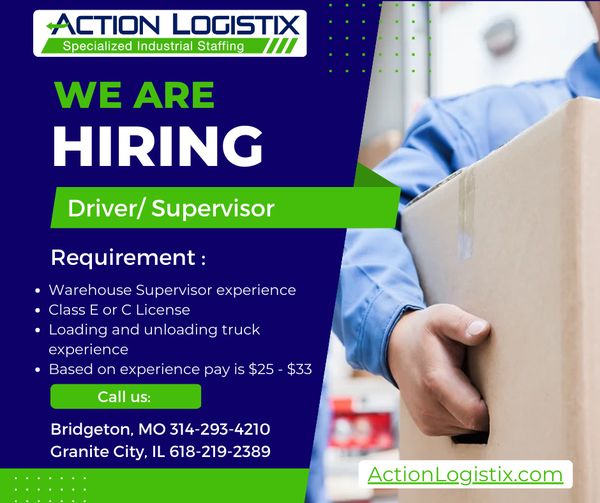 ACTION LOGISTIX
Specialized Industrial Staffing
WE ARE
HIRING
Driver/ Supervisor
Requirement :
• Warehouse Supervisor experience
• Class E or C License
• Loading and unloading truck
experience
• Based on experience pay is $25 - $33
Call us:
Bridgeton, MO 314-293-4210
Granite City, IL 618-219-2389
ActionLogistix.com